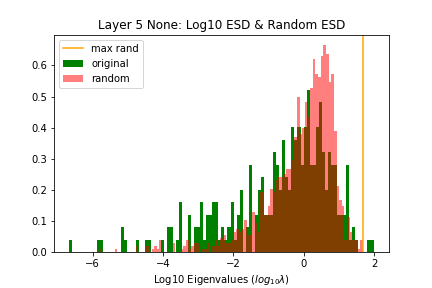 Layer 5 None: Log10 ESD & Random ESD
max rand
original
random
0.6
0.5
0.4
0.3
0.2
0.1
0.0
−6
−4
−2
0
2
Log10 Eigenvalues (log₁₀λ)